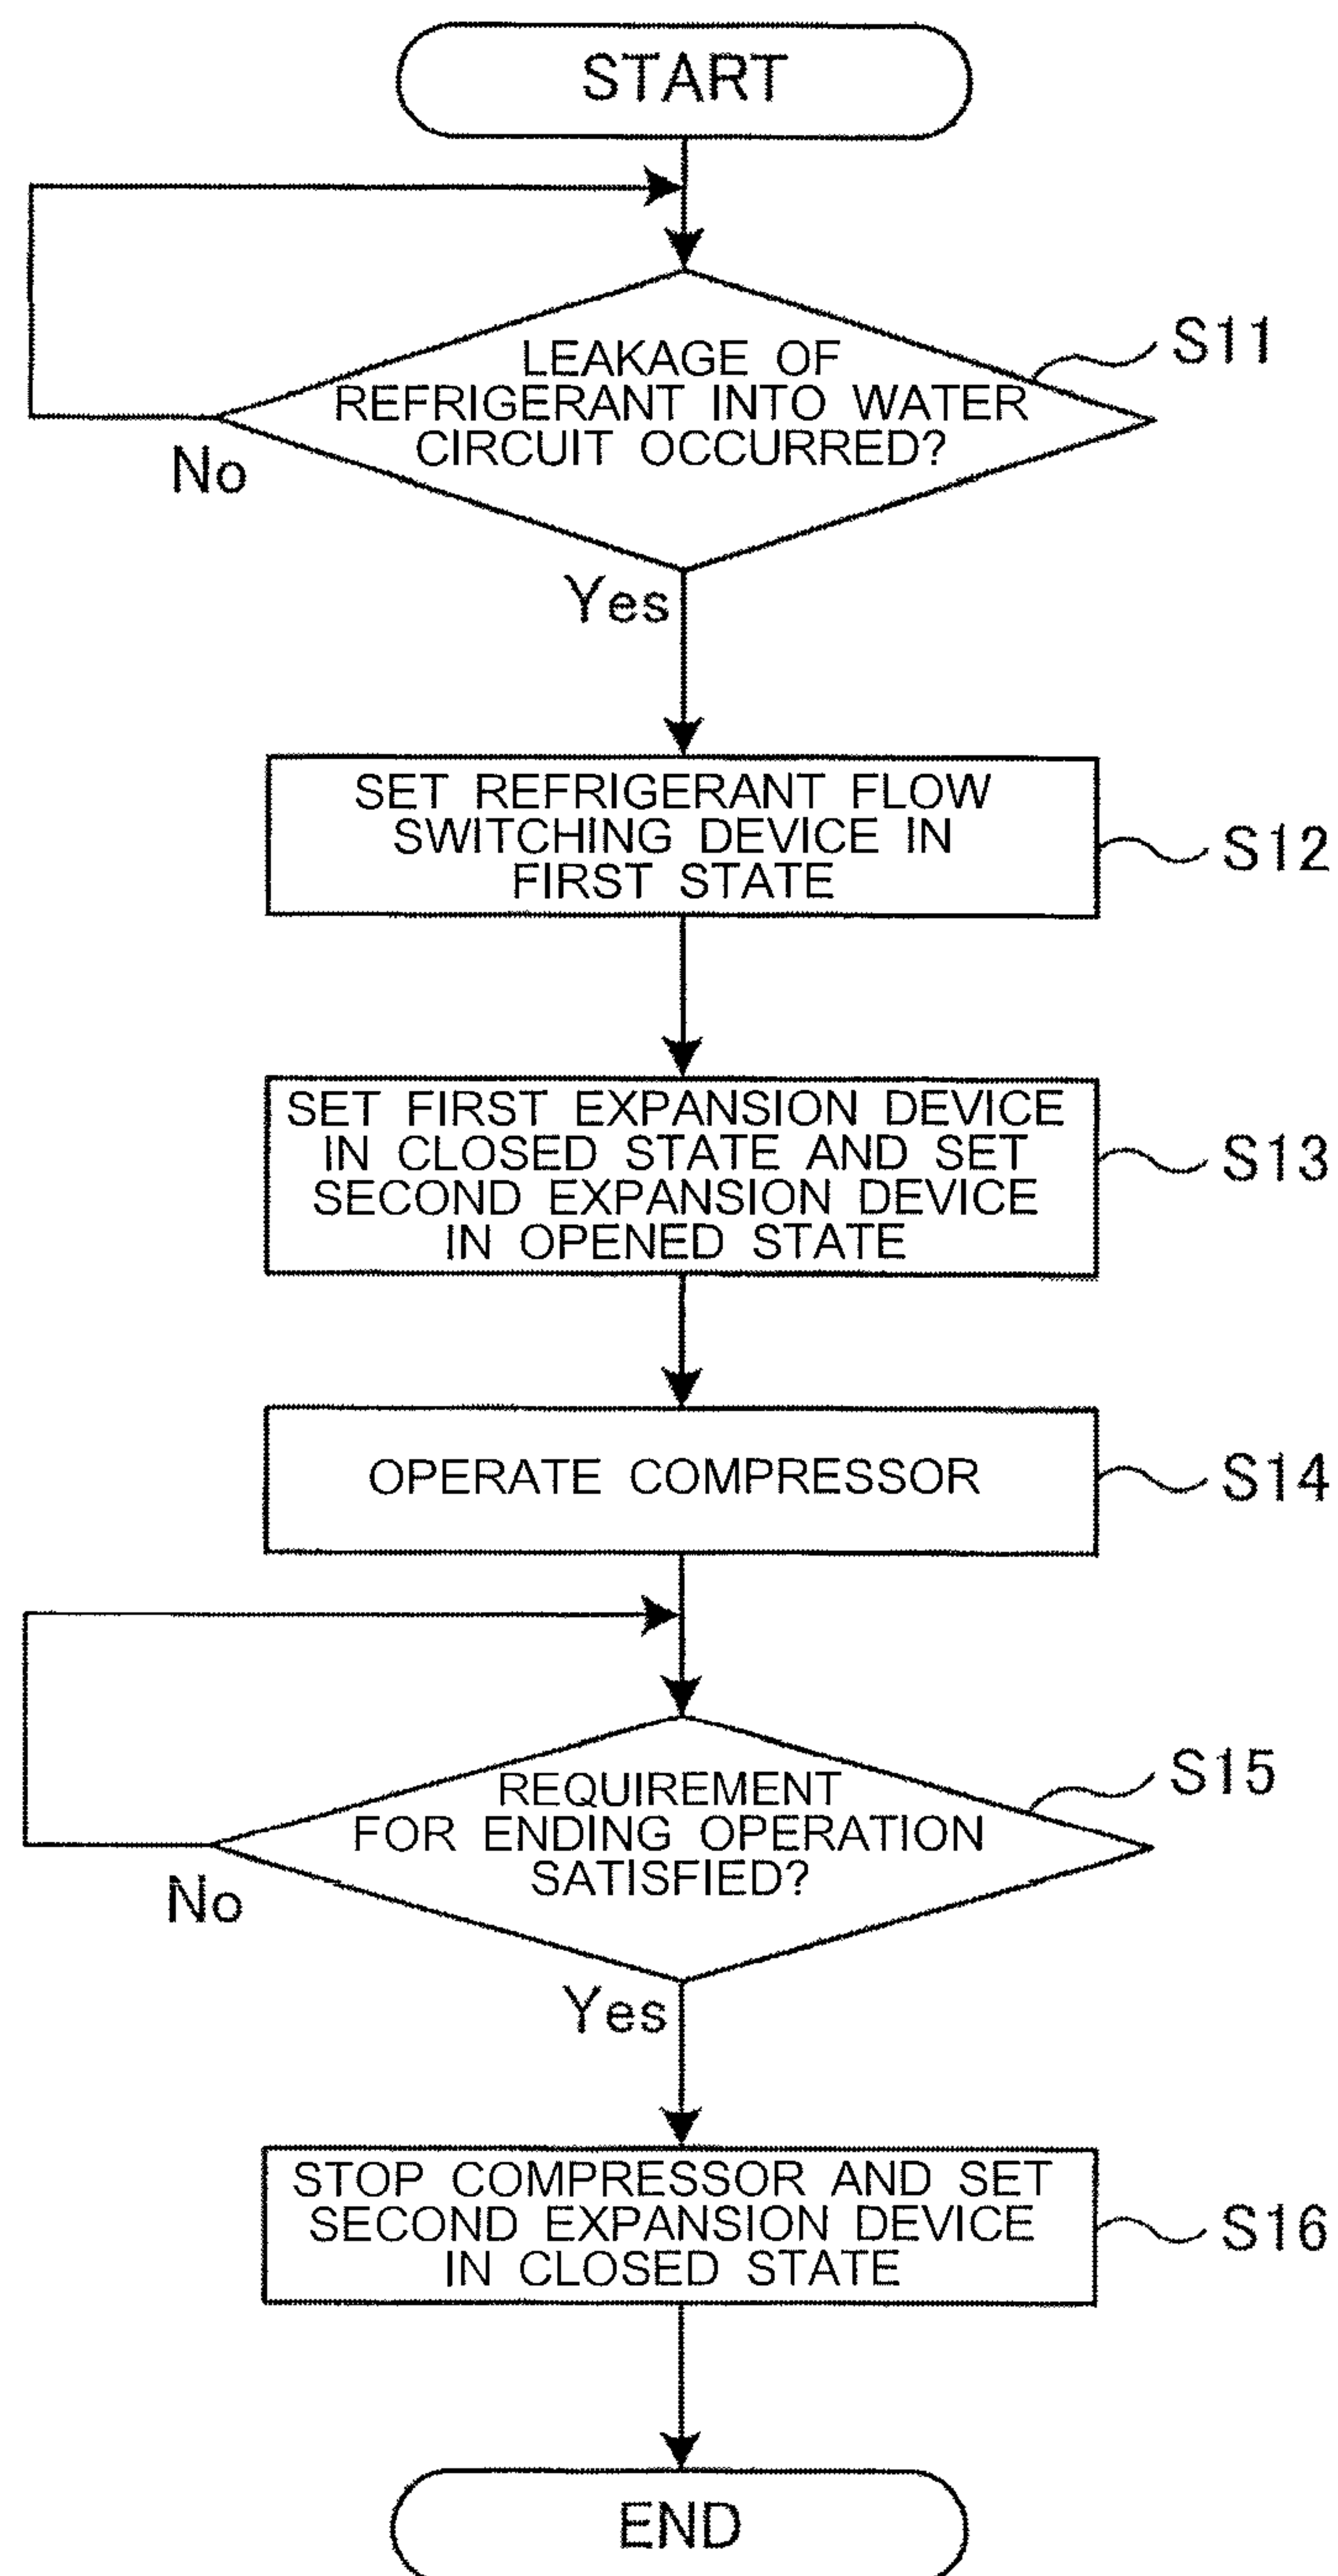 START
LEAKAGE OF
REFRIGERANT INTO WATER
CIRCUIT OCCURRED?
S11
No
Yes
SET REFRIGERANT FLOW
SWITCHING DEVICE IN
FIRST STATE
S12
SET FIRST EXPANSION DEVICE
IN CLOSED STATE AND SET
SECOND EXPANSION DEVICE
IN OPENED STATE
S13
OPERATE COMPRESSOR
S14
REQUIREMENT
FOR ENDING OPERATION
SATISFIED?
S15
No
Yes
STOP COMPRESSOR AND SET
SECOND EXPANSION DEVICE
IN CLOSED STATE
S16
END